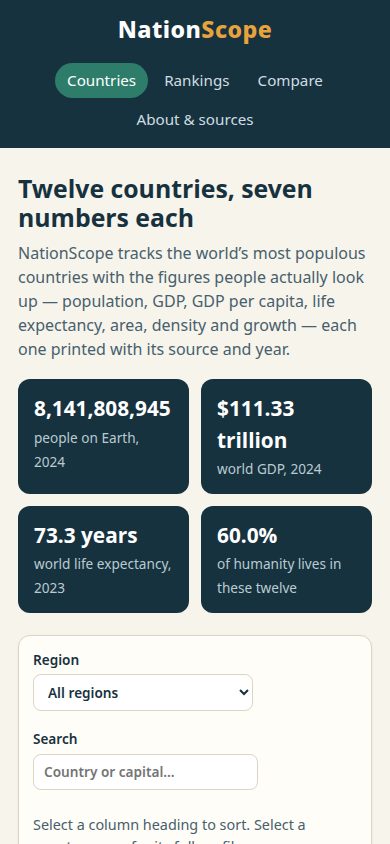 NationScope
Countries Rankings Compare
About & sources
Twelve countries, seven
numbers each
NationScope tracks the world’s most populous
countries with the figures people actually look
up — population, GDP, GDP per capita, life
expectancy, area, density and growth — each
one printed with its source and year.
8,141,808,945
people on Earth,
2024
$111.33
trillion
world GDP, 2024
73.3 years
world life expectancy,
2023
60.0%
of humanity lives in
these twelve
Region
All regions
Search
Country or capital…
Select a column heading to sort. Select a